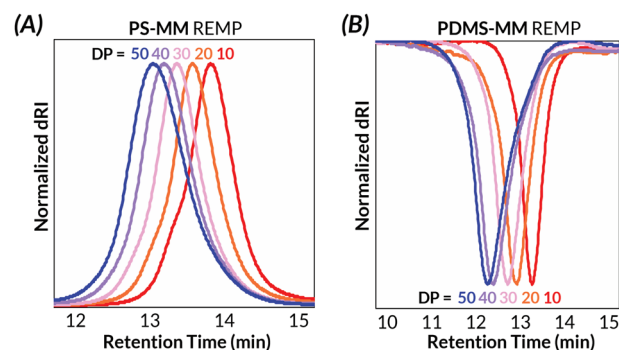 (A)
PS-MM REMP
DP = 50 40 30 20 10
Normalized dRI
12 13 14 15
Retention Time (min)
(B)
PDMS-MM REMP
Normalized dRI
DP = 50 40 30 20 10
10 11 12 13 14 15
Retention Time (min)